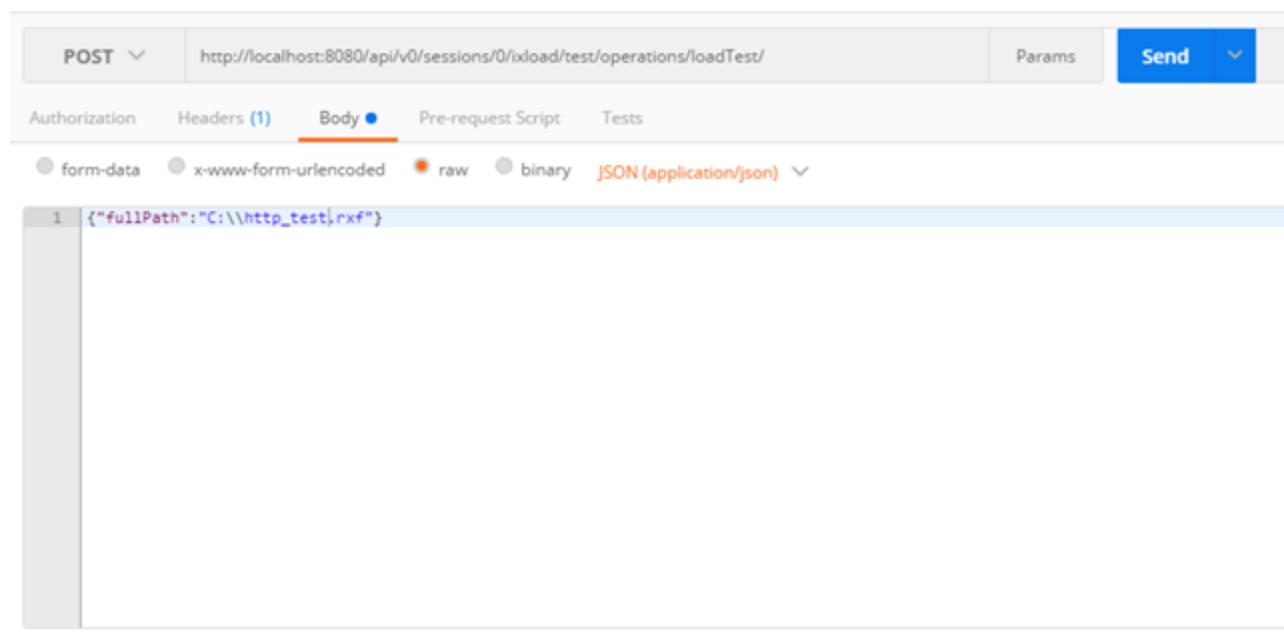 POST http://localhost:8080/api/v0/sessions/0/ixload/test/operations/loadTest/ Params Send
Authorization Headers (1) Body Pre-request Script Tests
form-data x-www-form-urlencoded raw binary JSON (application/json)
1 {"fullPath":"C:\\http_test.rxf"}